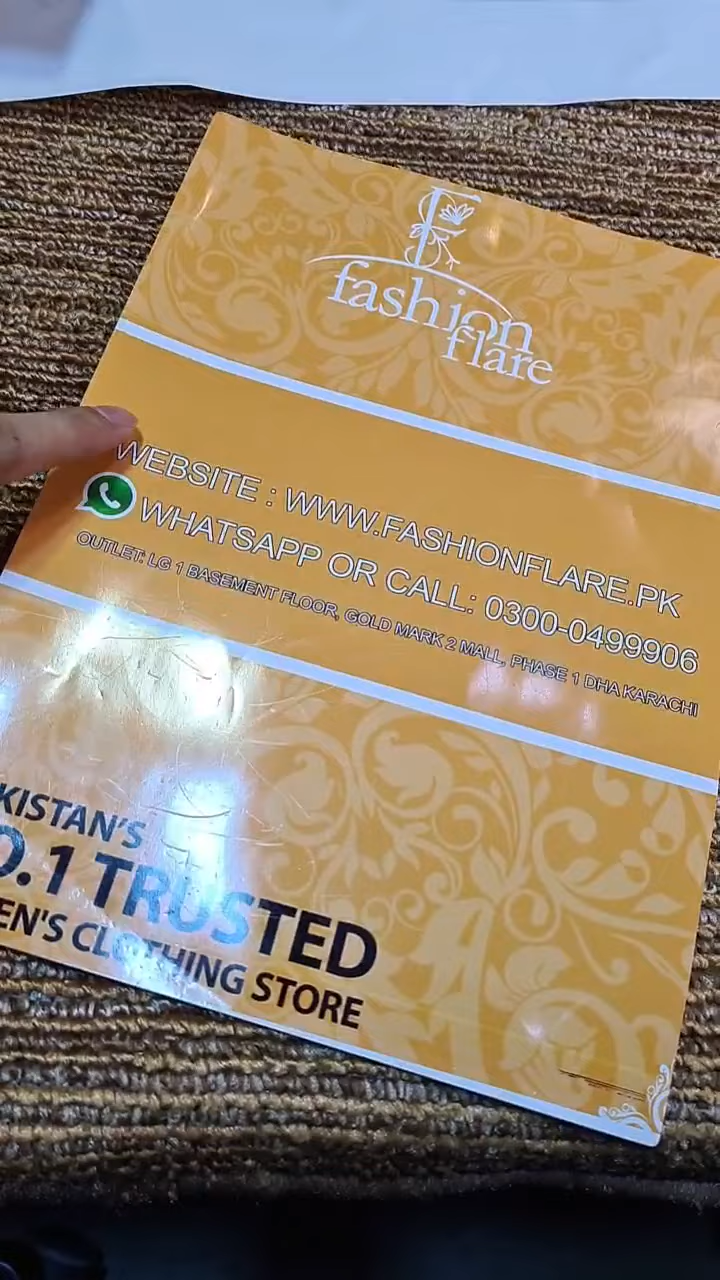 fashion
flare
WEBSITE : WWW.FASHIONFLARE.PK
WHATSAPP OR CALL: 0300-0499906
OUTLET: LG 1 BASEMENT FLOOR, GOLD MARK 2 MALL, PHASE 1 DHA KARACHI
KISTAN'S
O.1 TRUSTED
EN'S CLOTHING STORE